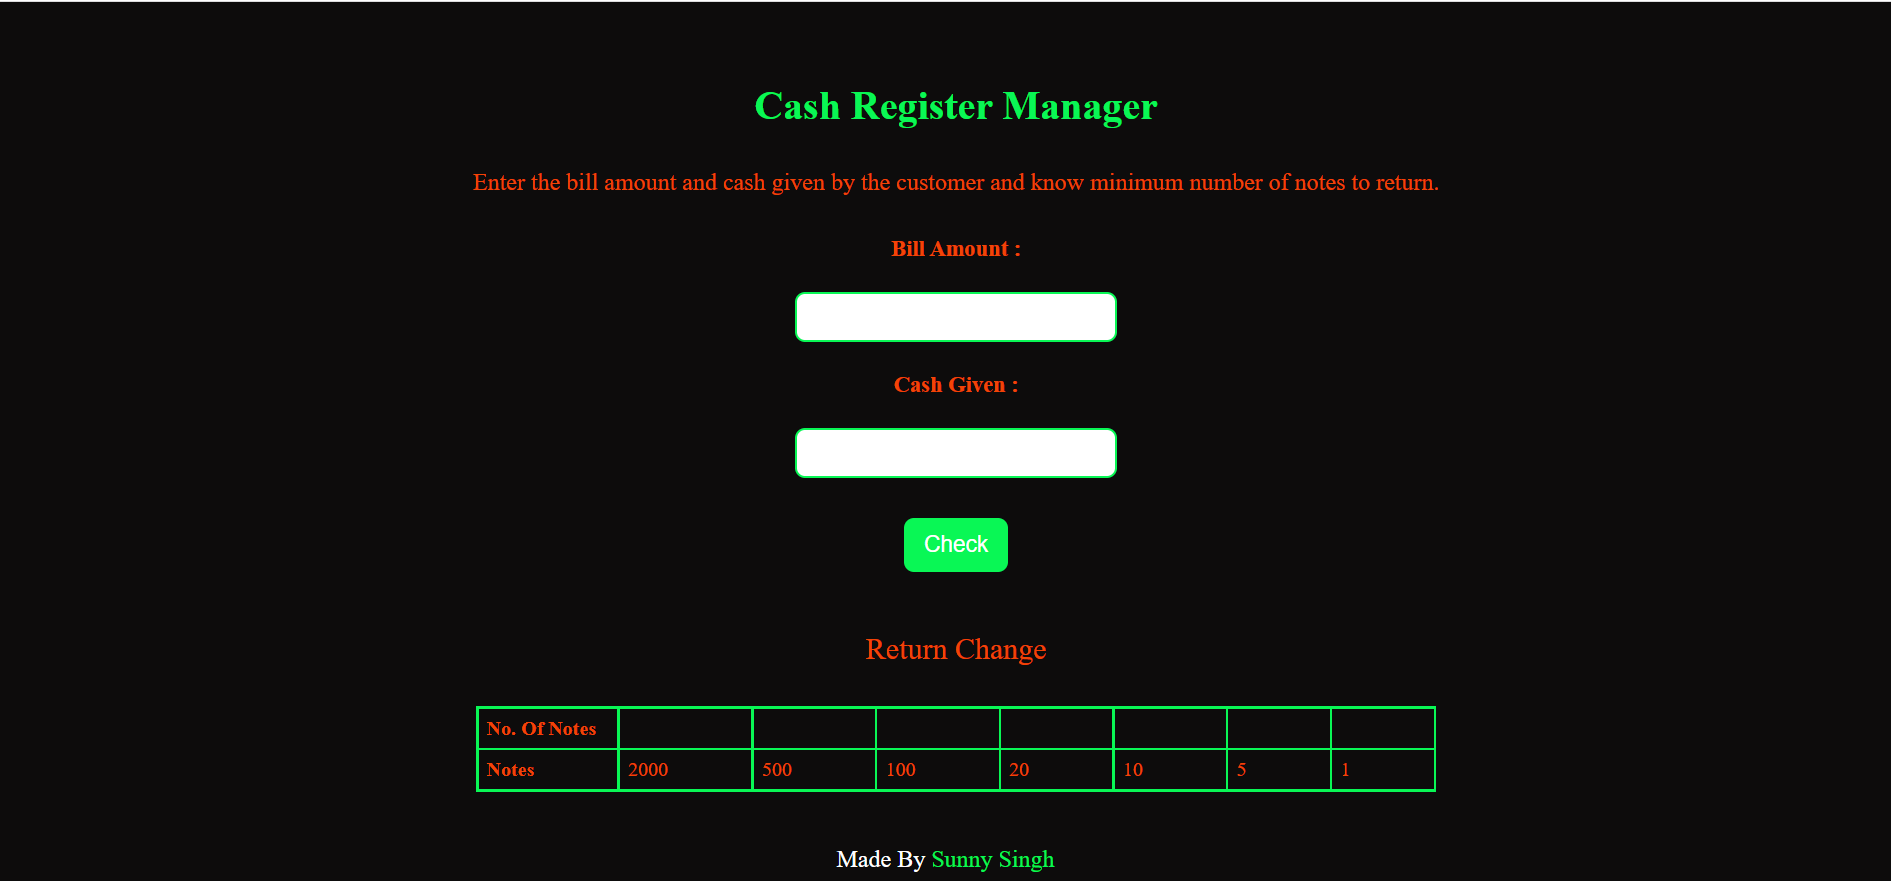 Cash Register Manager
Enter the bill amount and cash given by the customer and know minimum number of notes to return.
Bill Amount :
Cash Given :
Check
Return Change
No. Of Notes
Notes 2000 500 100 20 10 5 1
Made By Sunny Singh